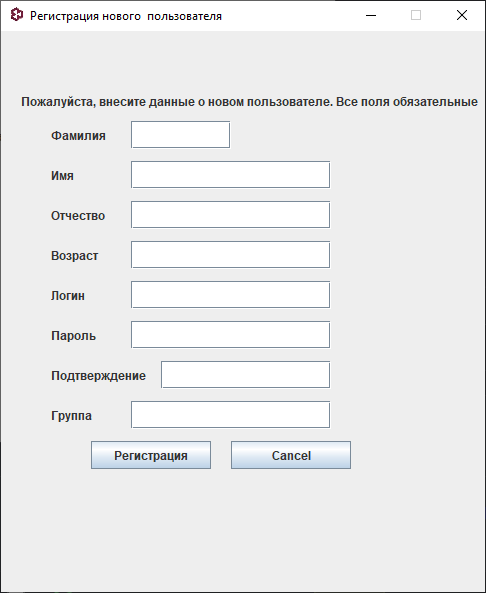 Регистрация нового  пользователя
Пожалуйста, внесите данные о новом пользователе. Все поля обязательные
Фамилия
Имя
Отчество
Возраст
Логин
Пароль
Подтверждение
Группа
Регистрация Cancel